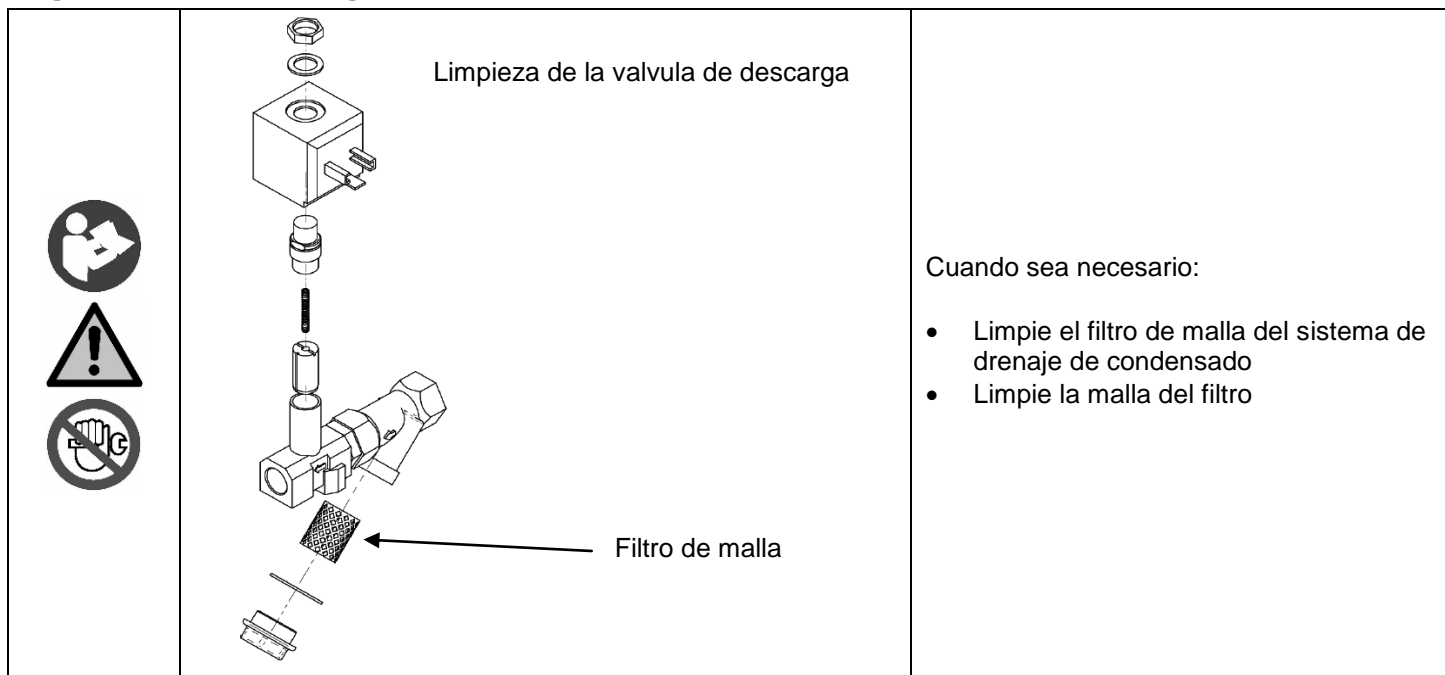 Limpieza de la valvula de descarga
Filtro de malla
Cuando sea necesario:
• Limpie el filtro de malla del sistema de
drenaje de condensado
• Limpie la malla del filtro